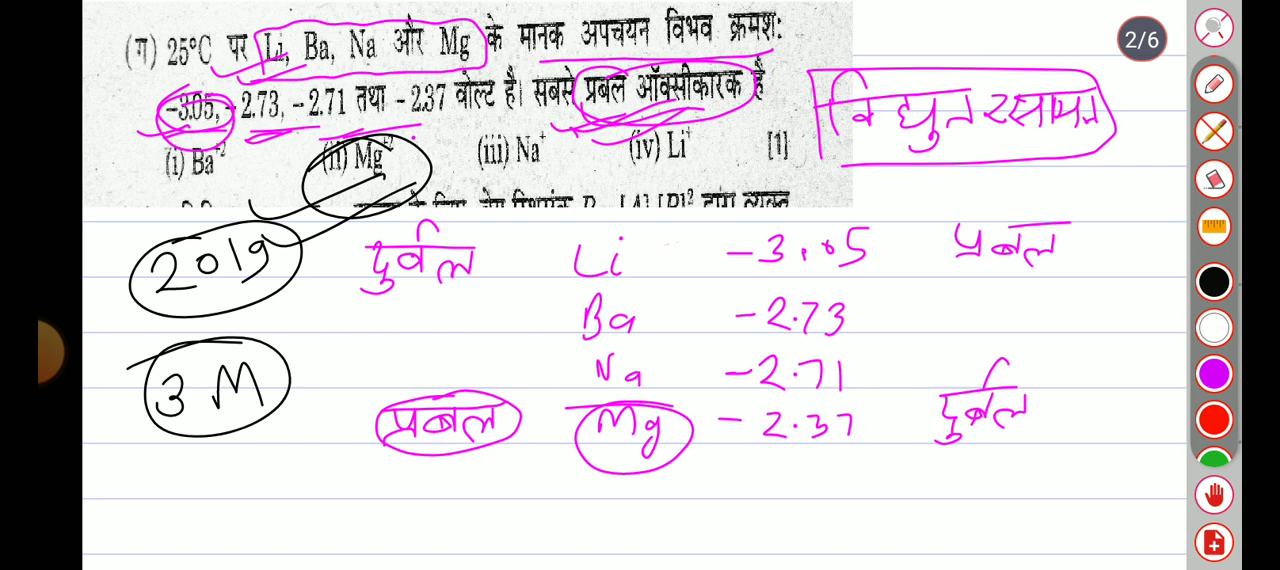 (ग) 25°C पर Li, Ba, Na और Mg के मानक अपचयन विभव क्रमशः
-3.05, -2.73, -2.71 तथा -2.37 वोल्ट है। सबसे प्रबल ऑक्सीकारक है
(i) Ba+2 (ii) Mg+2 (iii) Na+ (iv) Li+ [1]
विद्युत रसायन
2/6
2019
3 M
दुर्बल Li -3.05 प्रबल
Ba -2.73
Na -2.71
प्रबल Mg -2.37 दुर्बल